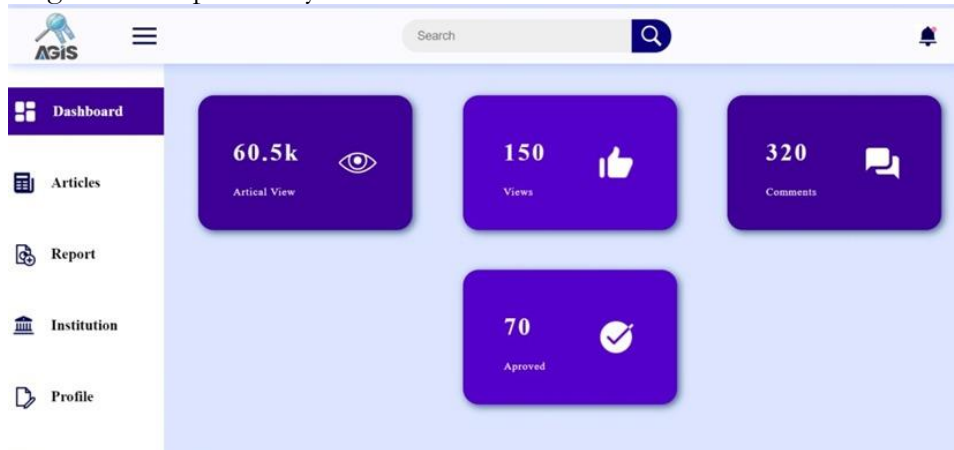 AGIS
Search
Dashboard
Articles
Report
Institution
Profile
60.5k
Artical View
150
Views
320
Comments
70
Aproved